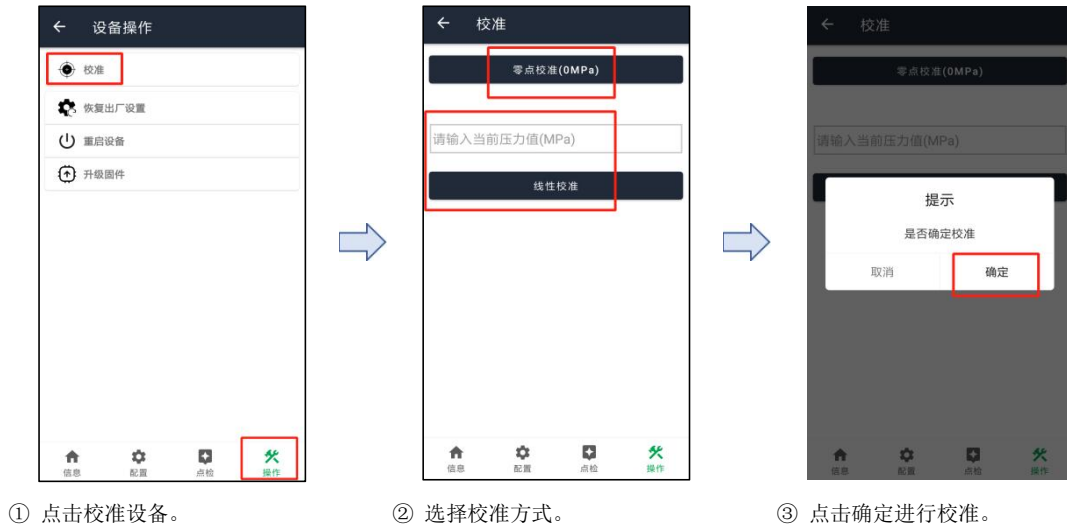 设备操作
校准
恢复出厂设置
重启设备
升级固件
信息
配置
点检
操作
① 点击校准设备。
校准
零点校准(0MPa)
请输入当前压力值(MPa)
线性校准
信息
配置
点检
操作
② 选择校准方式。
校准
零点校准(0MPa)
请输入当前压力值(MPa)
提示
是否确定校准
取消
确定
信息
配置
点检
操作
③ 点击确定进行校准。